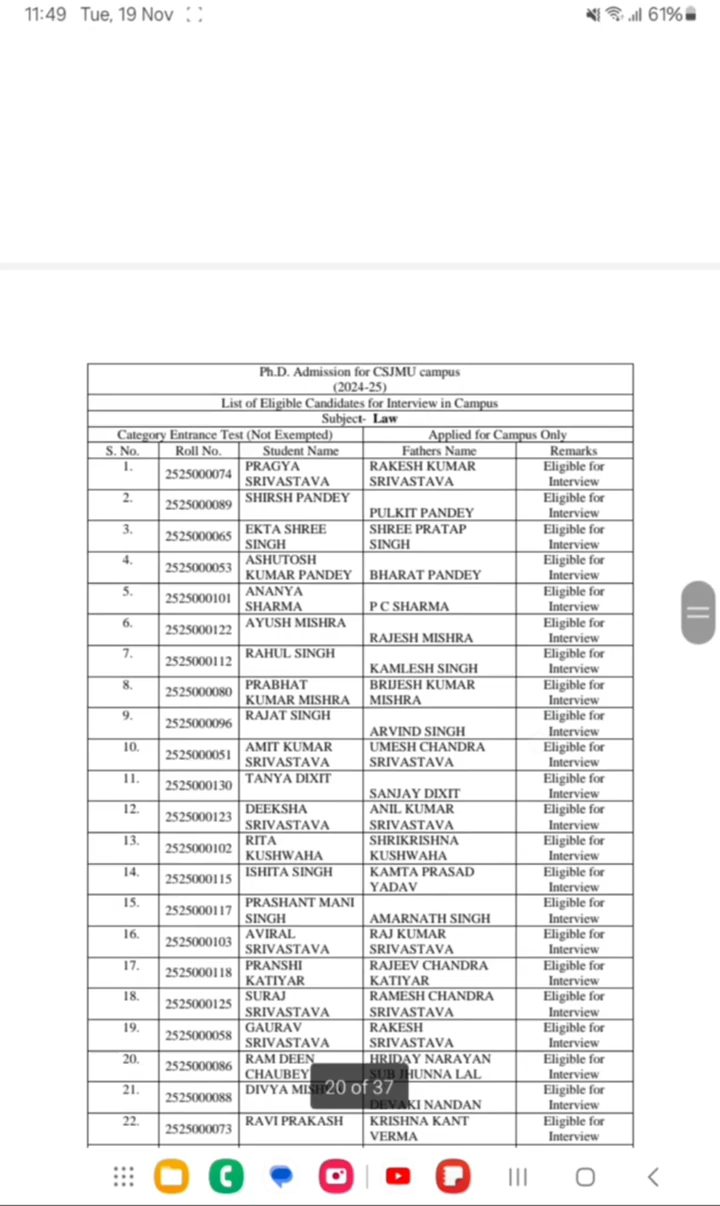 11:49 Tue, 19 Nov 61%
Ph.D. Admission for CSJMU campus
(2024-25)
List of Eligible Candidates for Interview in Campus
Subject- Law
Category Entrance Test (Not Exempted) Applied for Campus Only
S. No. Roll No. Student Name Fathers Name Remarks
1. 2525000074 PRAGYA SRIVASTAVA RAKESH KUMAR SRIVASTAVA Eligible for Interview
2. 2525000089 SHIRSH PANDEY PULKIT PANDEY Eligible for Interview
3. 2525000065 EKTA SHREE SINGH SHREE PRATAP SINGH Eligible for Interview
4. 2525000053 ASHUTOSH KUMAR PANDEY BHARAT PANDEY Eligible for Interview
5. 2525000101 ANANYA SHARMA P C SHARMA Eligible for Interview
6. 2525000122 AYUSH MISHRA RAJESH MISHRA Eligible for Interview
7. 2525000112 RAHUL SINGH KAMLESH SINGH Eligible for Interview
8. 2525000080 PRABHAT KUMAR MISHRA BRIJESH KUMAR MISHRA Eligible for Interview
9. 2525000096 RAJAT SINGH ARVIND SINGH Eligible for Interview
10. 2525000051 AMIT KUMAR SRIVASTAVA UMESH CHANDRA SRIVASTAVA Eligible for Interview
11. 2525000130 TANYA DIXIT SANJAY DIXIT Eligible for Interview
12. 2525000123 DEEKSHA SRIVASTAVA ANIL KUMAR SRIVASTAVA Eligible for Interview
13. 2525000102 RITA KUSHWAHA SHRIKRISHNA KUSHWAHA Eligible for Interview
14. 2525000115 ISHITA SINGH KAMTA PRASAD YADAV Eligible for Interview
15. 2525000117 PRASHANT MANI SINGH AMARNATH SINGH Eligible for Interview
16. 2525000103 AVIRAL SRIVASTAVA RAJ KUMAR SRIVASTAVA Eligible for Interview
17. 2525000118 PRANSHI KATIYAR RAJEEV CHANDRA KATIYAR Eligible for Interview
18. 2525000125 SURAJ SRIVASTAVA RAMESH CHANDRA SRIVASTAVA Eligible for Interview
19. 2525000058 GAURAV SRIVASTAVA RAKESH SRIVASTAVA Eligible for Interview
20. 2525000086 RAM DEEN CHAUBEY HRIDAY NARAYAN SUB JHUNNA LAL Eligible for Interview
21. 2525000088 DIVYA DEVAKI NANDAN Eligible for Interview
20 of 37
22. 2525000073 RAVI PRAKASH KRISHNA KANT VERMA Eligible for Interview